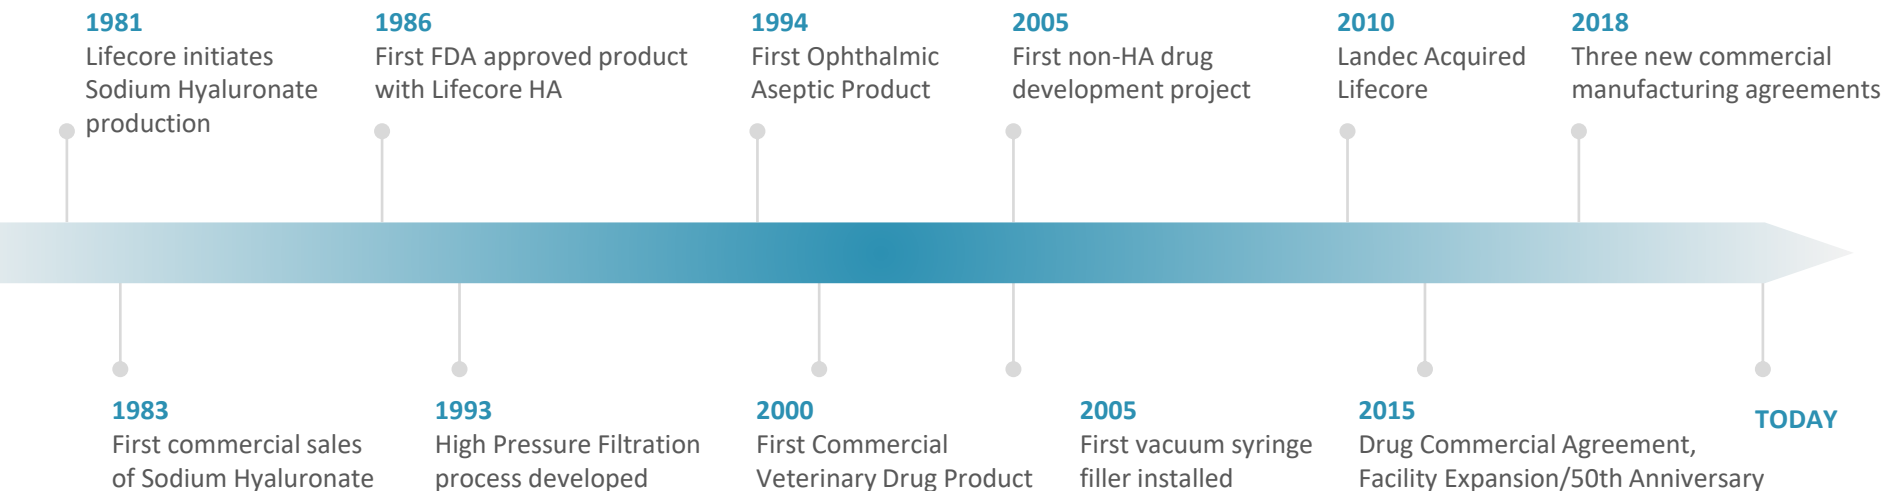 1981
Lifecore initiates
Sodium Hyaluronate
production
1986
First FDA approved product
with Lifecore HA
1994
First Ophthalmic
Aseptic Product
2005
First non-HA drug
development project
2010
Landec Acquired
Lifecore
2018
Three new commercial
manufacturing agreements
1983
First commercial sales
of Sodium Hyaluronate
1993
High Pressure Filtration
process developed
2000
First Commercial
Veterinary Drug Product
2005
First vacuum syringe
filler installed
2015
Drug Commercial Agreement,
Facility Expansion/50th Anniversary
TODAY